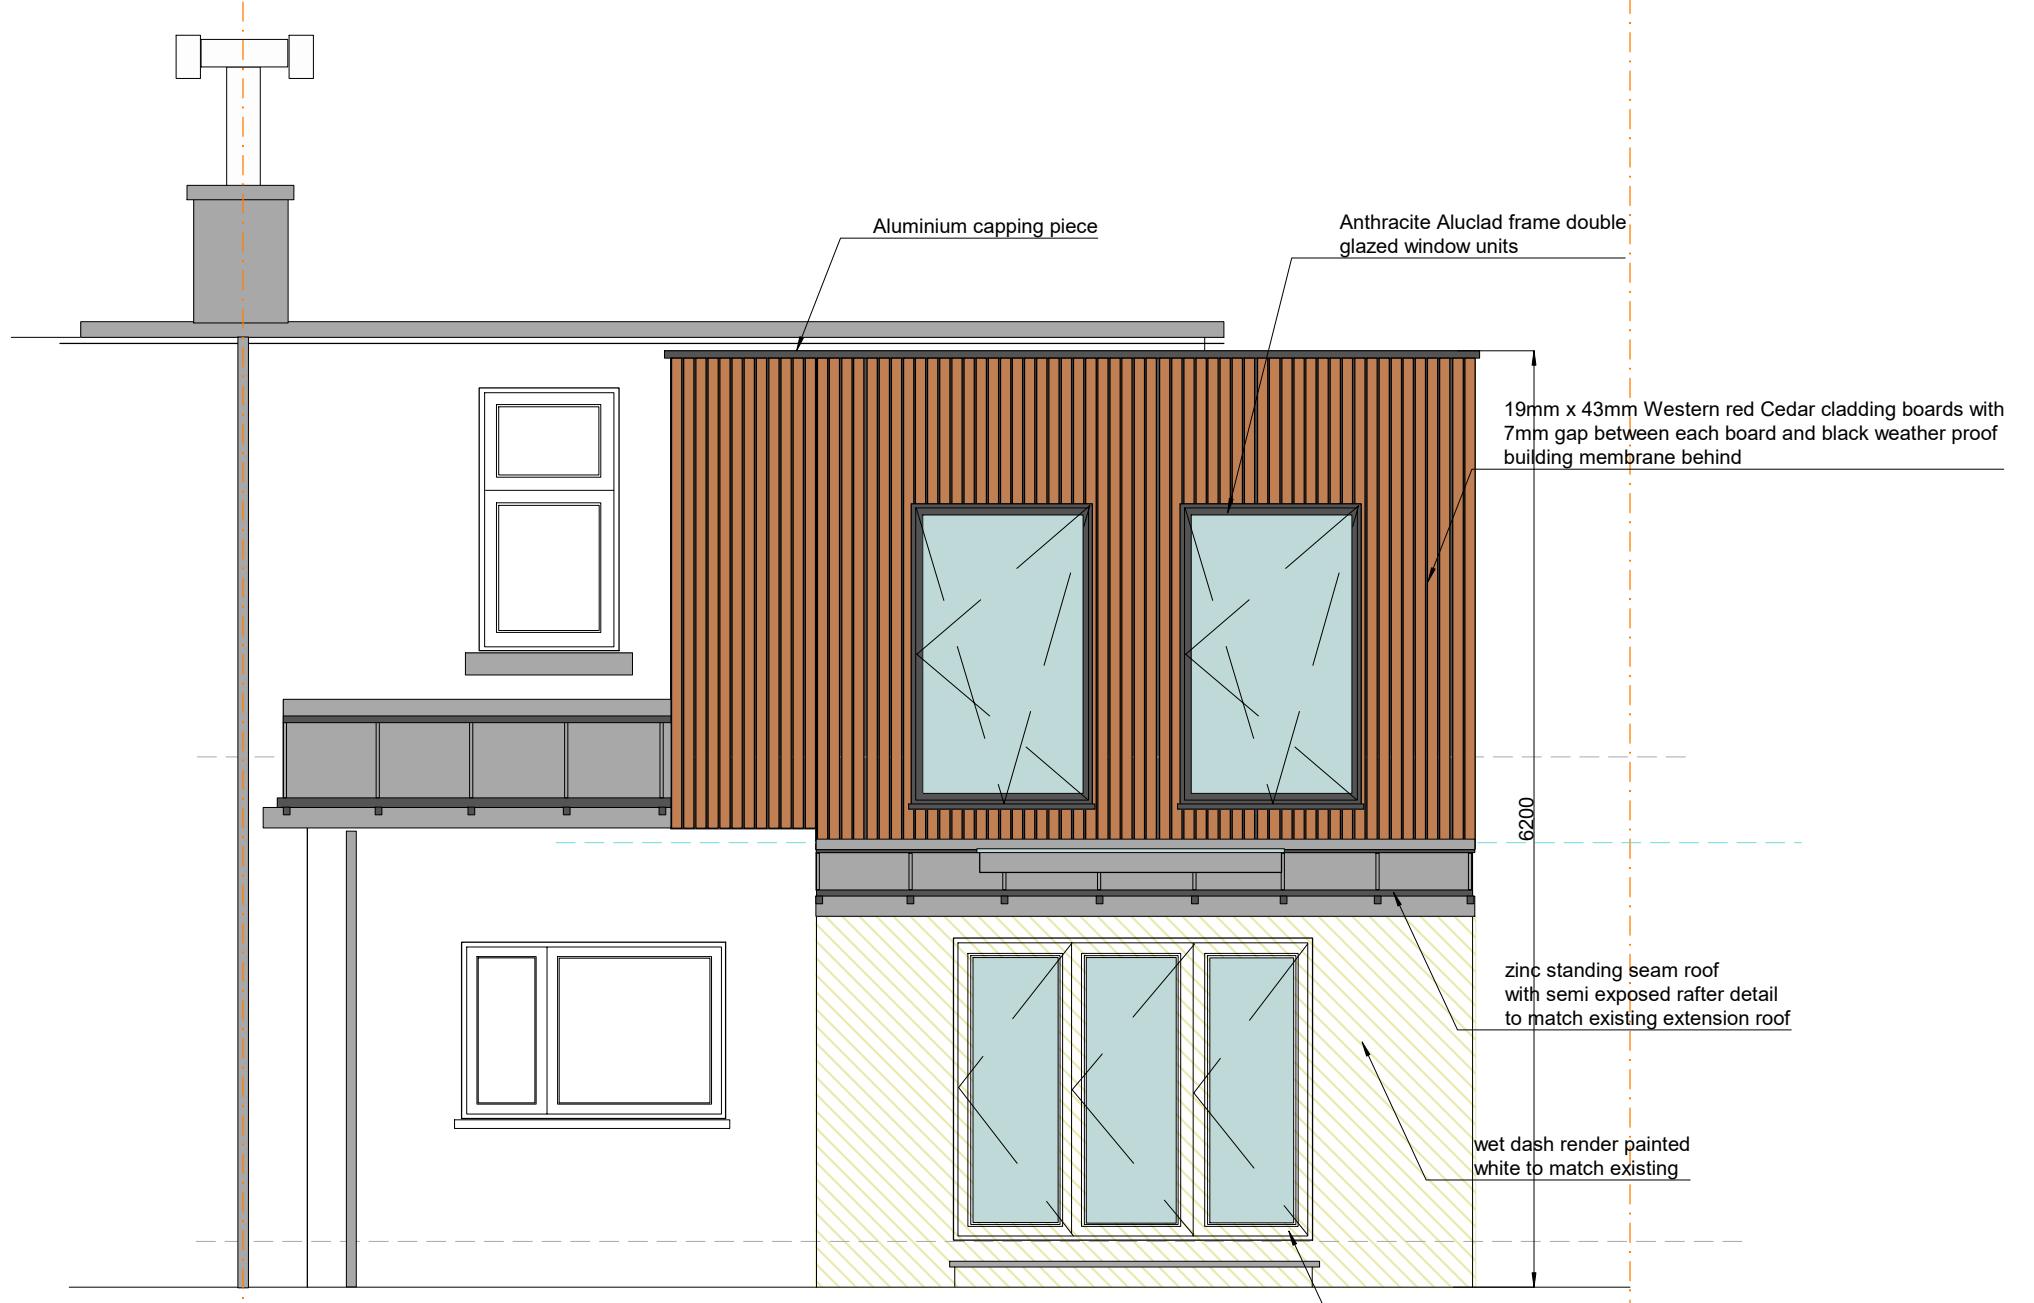 Aluminium capping piece
Anthracite Aluclad frame double
glazed window units
19mm x 43mm Western red Cedar cladding boards with
7mm gap between each board and black weather proof
building membrane behind
6200
zinc standing seam roof
with semi exposed rafter detail
to match existing extension roof
wet dash render painted
white to match existing